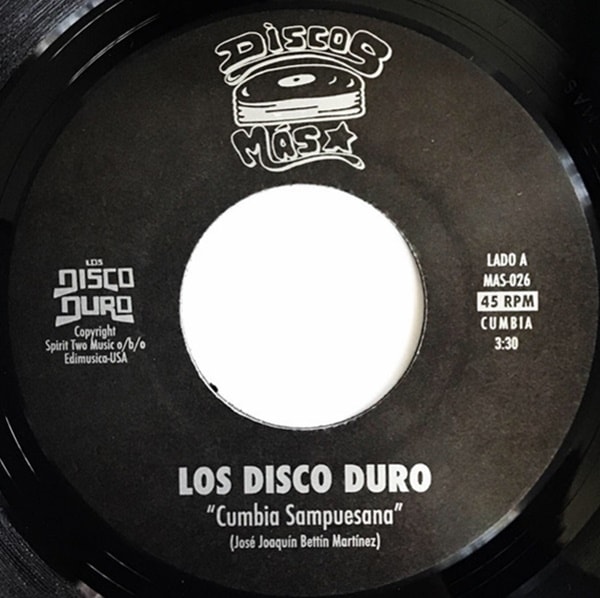 Discos
Más
LOS
DISCO
DURO
Copyright
Spirit Two Music o/b/o
Edimusica-USA
LADO A
MAS-026
45 RPM
CUMBIA
3:30
LOS DISCO DURO
"Cumbia Sampuesana"
(José Joaquín Bettín Martínez)